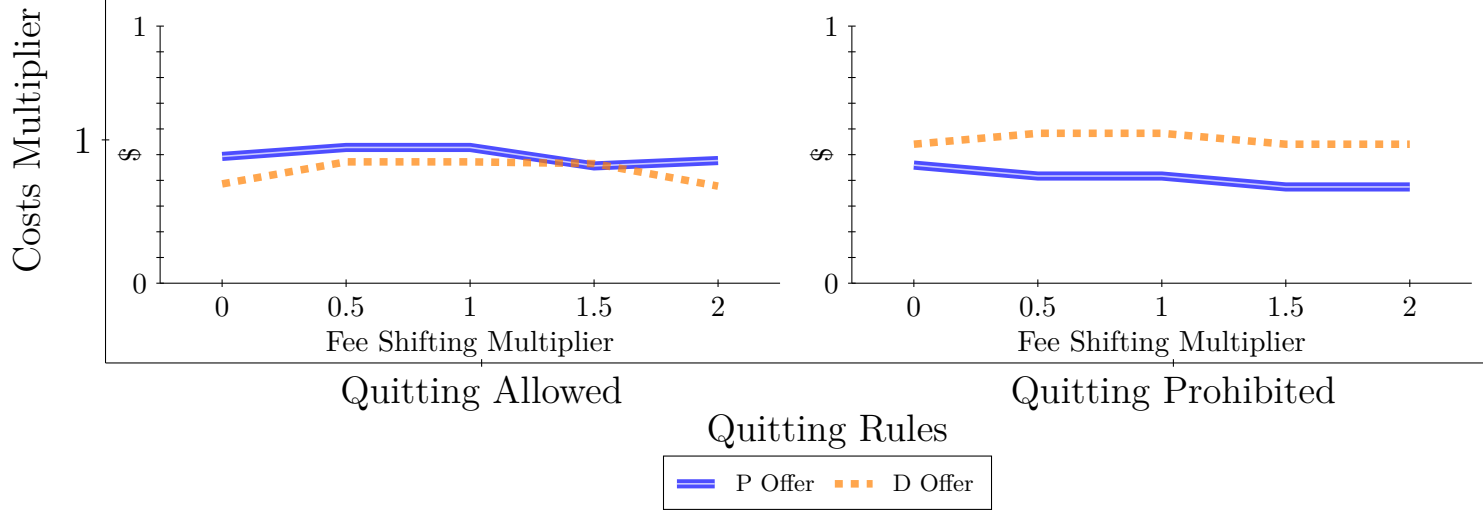 Costs Multiplier
1
1
$
0
0 0.5 1 1.5 2
Fee Shifting Multiplier
1
$
0
0 0.5 1 1.5 2
Fee Shifting Multiplier
Quitting Allowed
Quitting Prohibited
Quitting Rules
P Offer
D Offer